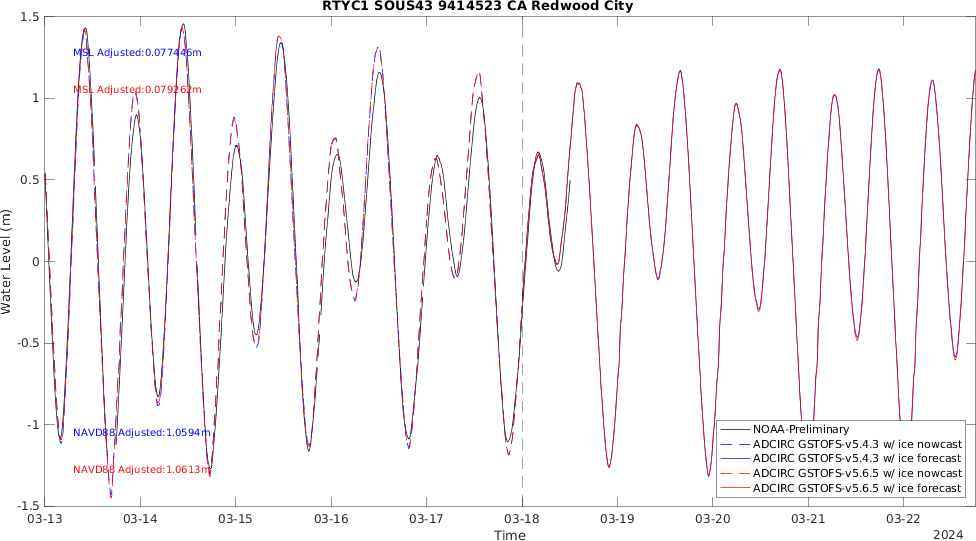 RTYC1 SOUS43 9414523 CA Redwood City
1.5
MSL Adjusted:0.077446m
MSL Adjusted:0.079262m
1
0.5
Water Level (m)
0
-0.5
-1
NAVD88 Adjusted:1.0594m
NAVD88 Adjusted:1.0613m
-1.5
NOAA-Preliminary
ADCIRC GSTOFS-v5.4.3 w/ ice nowcast
ADCIRC GSTOFS-v5.4.3 w/ ice forecast
ADCIRC GSTOFS-v5.6.5 w/ ice nowcast
ADCIRC GSTOFS-v5.6.5 w/ ice forecast
03-13 03-14 03-15 03-16 03-17 03-18 03-19 03-20 03-21 03-22
Time
2024